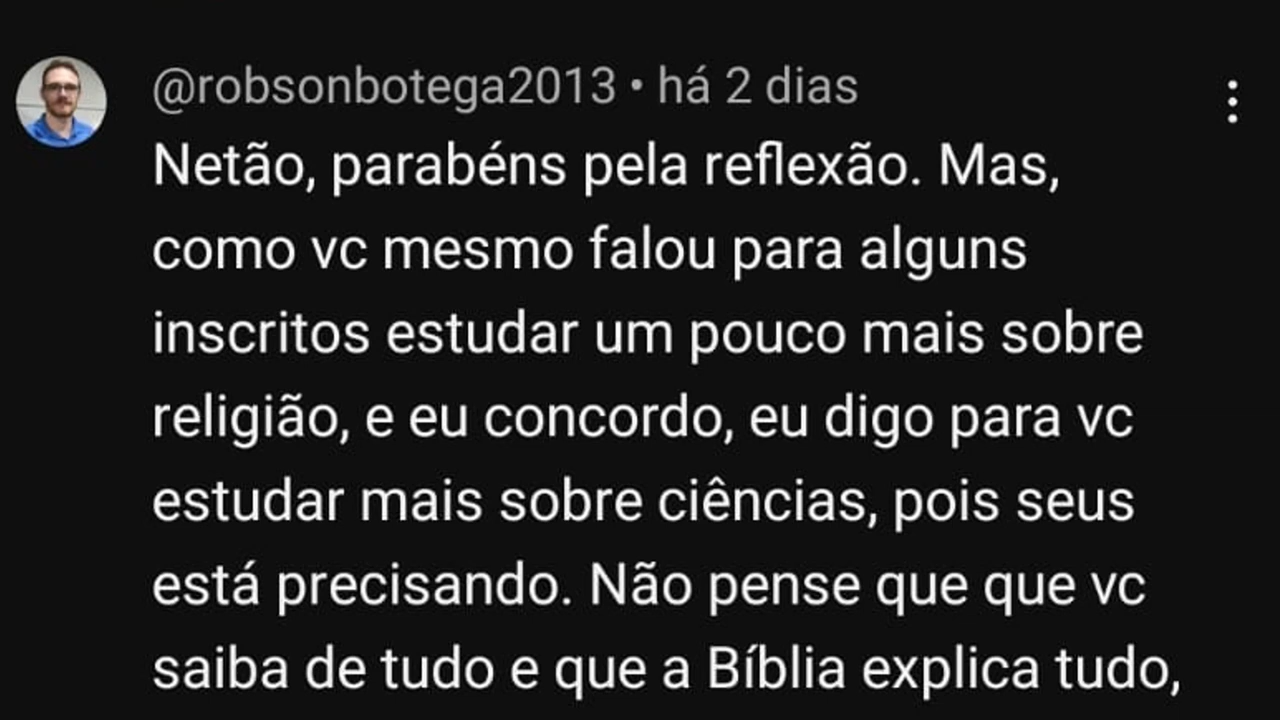 @robsonbotega2013 • há 2 dias
Netão, parabéns pela reflexão. Mas,
como vc mesmo falou para alguns
inscritos estudar um pouco mais sobre
religião, e eu concordo, eu digo para vc
estudar mais sobre ciências, pois seus
está precisando. Não pense que que vc
saiba de tudo e que a Bíblia explica tudo,